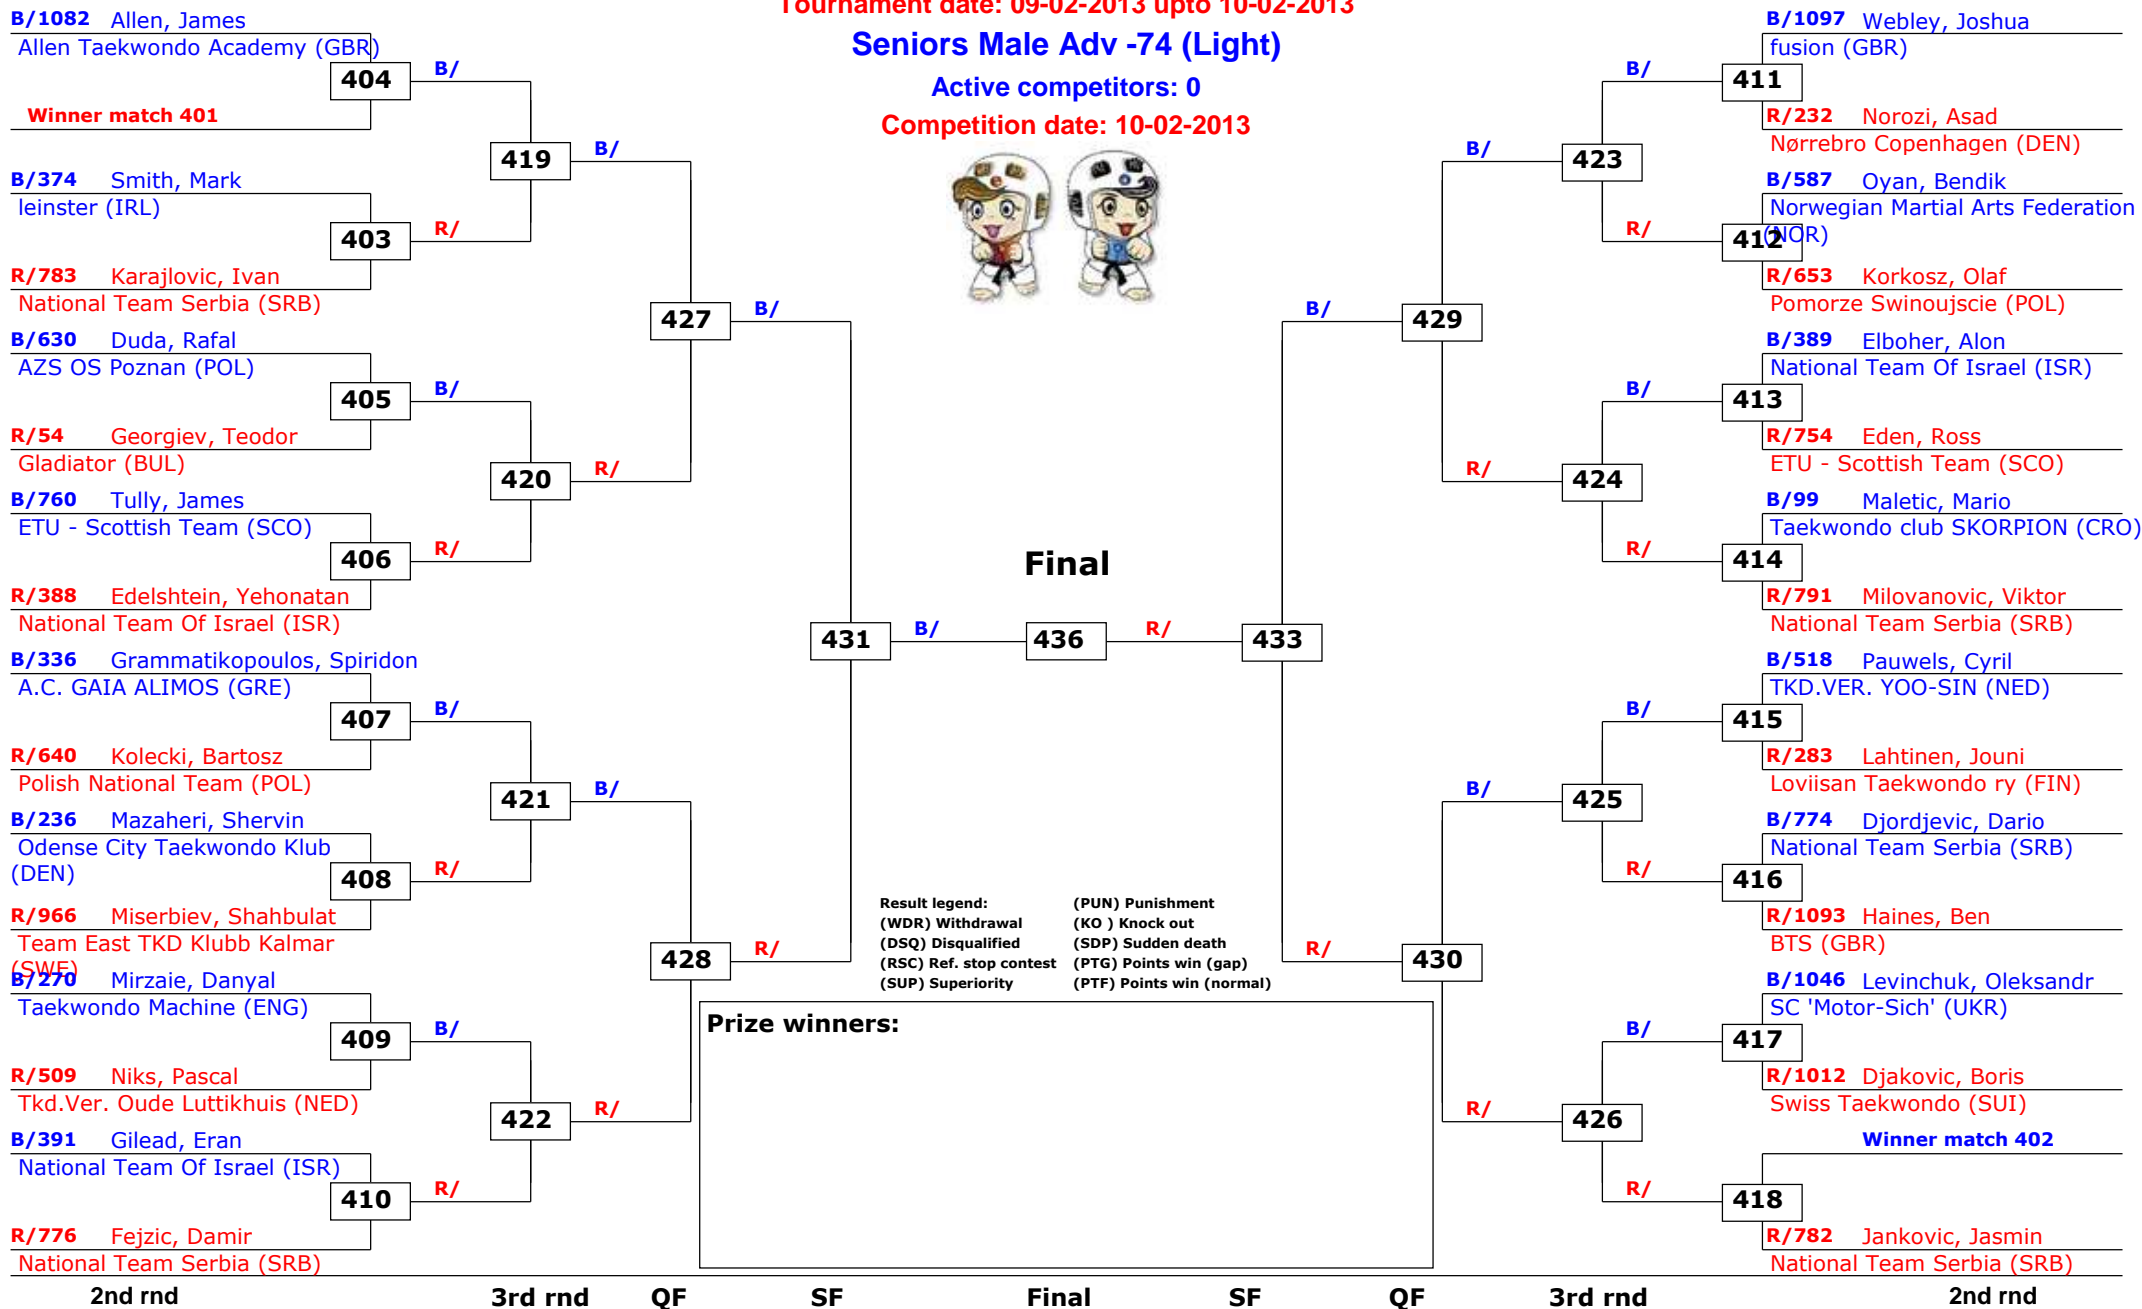 Tournament date: 09-02-2013 upto 10-02-2013
Seniors Male Adv -74 (Light)
Active competitors: 0
Competition date: 10-02-2013
B/1082 Allen, James
Allen Taekwondo Academy (GBR)
404
B/
Winner match 401
419
B/
B/374 Smith, Mark
leinster (IRL)
403
R/
R/783 Karajlovic, Ivan
National Team Serbia (SRB)
427
B/
B/630 Duda, Rafal
AZS OS Poznan (POL)
405
B/
R/54 Georgiev, Teodor
Gladiator (BUL)
420
R/
B/760 Tully, James
ETU - Scottish Team (SCO)
406
R/
R/388 Edelshtein, Yehonatan
National Team Of Israel (ISR)
431
B/
B/336 Grammatikopoulos, Spiridon
A.C. GAIA ALIMOS (GRE)
407
B/
R/640 Kolecki, Bartosz
Polish National Team (POL)
421
B/
B/236 Mazaheri, Shervin
Odense City Taekwondo Klub
(DEN)
408
R/
R/966 Miserbiev, Shahbulat
Team East TKD Klubb Kalmar
(SWE)
428
R/
B/270 Mirzaie, Danyal
Taekwondo Machine (ENG)
409
B/
R/509 Niks, Pascal
Tkd.Ver. Oude Luttikhuis (NED)
422
R/
B/391 Gilead, Eran
National Team Of Israel (ISR)
410
R/
R/776 Fejzic, Damir
National Team Serbia (SRB)
Final
436
R/
433
Result legend:
(WDR) Withdrawal
(DSQ) Disqualified
(RSC) Ref. stop contest
(SUP) Superiority
(PUN) Punishment
(KO ) Knock out
(SDP) Sudden death
(PTG) Points win (gap)
(PTF) Points win (normal)
Prize winners:
B/1097 Webley, Joshua
fusion (GBR)
B/
411
R/232 Norozi, Asad
Nørrebro Copenhagen (DEN)
B/
423
B/587 Oyan, Bendik
Norwegian Martial Arts Federation
(NOR)
R/
412
R/653 Korkosz, Olaf
Pomorze Swinoujscie (POL)
B/
429
B/389 Elboher, Alon
National Team Of Israel (ISR)
B/
413
R/754 Eden, Ross
ETU - Scottish Team (SCO)
R/
424
B/99 Maletic, Mario
Taekwondo club SKORPION (CRO)
R/
414
R/791 Milovanovic, Viktor
National Team Serbia (SRB)
B/518 Pauwels, Cyril
TKD.VER. YOO-SIN (NED)
B/
415
R/283 Lahtinen, Jouni
Loviisan Taekwondo ry (FIN)
B/
425
B/774 Djordjevic, Dario
National Team Serbia (SRB)
R/
416
R/1093 Haines, Ben
BTS (GBR)
R/
430
B/1046 Levinchuk, Oleksandr
SC 'Motor-Sich' (UKR)
B/
417
R/1012 Djakovic, Boris
Swiss Taekwondo (SUI)
R/
426
Winner match 402
R/
418
R/782 Jankovic, Jasmin
National Team Serbia (SRB)
2nd rnd 3rd rnd QF SF Final SF QF 3rd rnd 2nd rnd